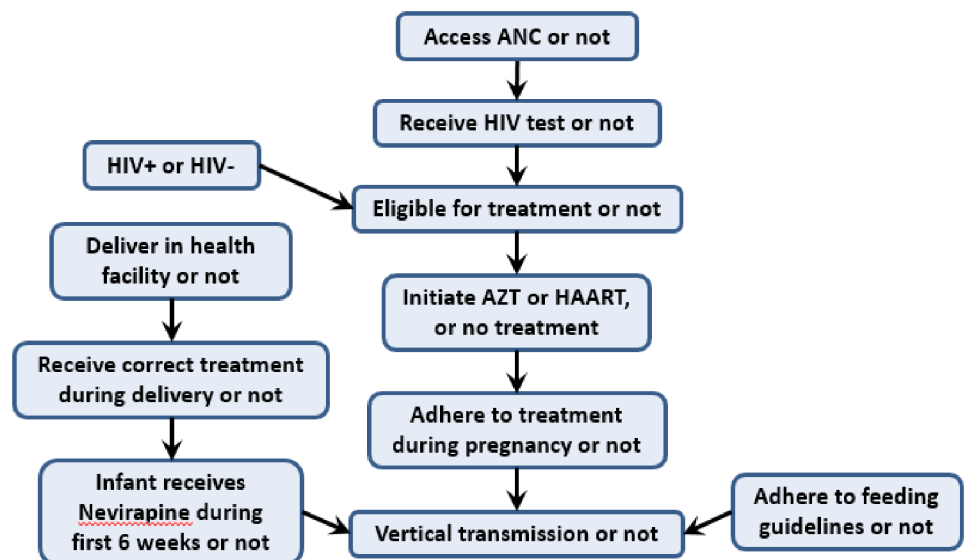 Access ANC or not
Receive HIV test or not
HIV+ or HIV-
Eligible for treatment or not
Deliver in health
facility or not
Initiate AZT or HAART,
or no treatment
Receive correct treatment
during delivery or not
Adhere to treatment
during pregnancy or not
Infant receives
Nevirapine during
first 6 weeks or not
Vertical transmission or not
Adhere to feeding
guidelines or not